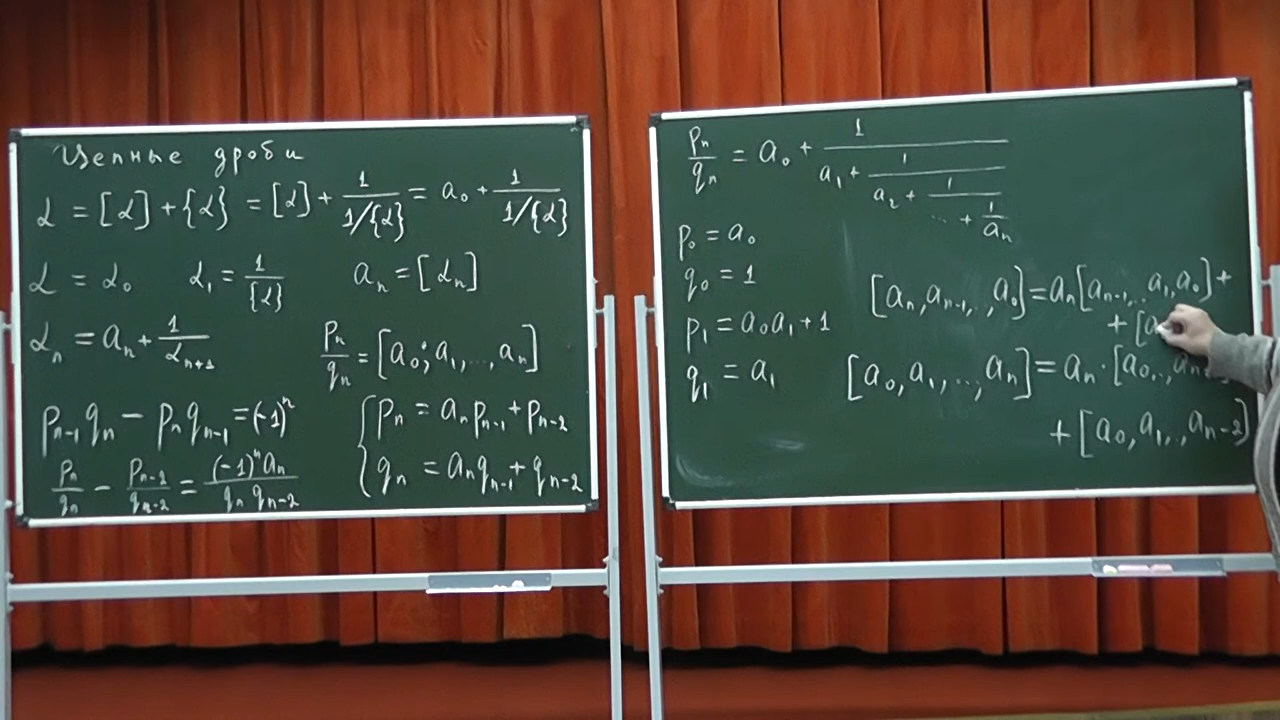 Цепные дроби
α = [α] + {α} = [α] + 1/(1/{α}) = a₀ + 1/(1/{α})
α = α₀   α₁ = 1/{α}   aₙ = [αₙ]
αₙ = aₙ + 1/αₙ₊₁   pₙ/qₙ = [a₀; a₁, ..., aₙ]
pₙ₋₁qₙ − pₙqₙ₋₁ = (-1)ⁿ   { pₙ = aₙpₙ₋₁ + pₙ₋₂
pₙ/qₙ − pₙ₋₂/qₙ₋₂ = (-1)ⁿaₙ/(qₙ qₙ₋₂)   qₙ = aₙqₙ₋₁ + qₙ₋₂
pₙ/qₙ = a₀ + 1/(a₁ + 1/(a₂ + 1/(... + 1/aₙ)))
p₀ = a₀
q₀ = 1
p₁ = a₀a₁ + 1
q₁ = a₁
[aₙ, aₙ₋₁, .., a₀] = aₙ[aₙ₋₁, .. a₁, a₀] +
+ [a
[a₀, a₁, .., aₙ] = aₙ · [a₀, .., aₙ
+ [a₀, a₁, .., aₙ₋₂]